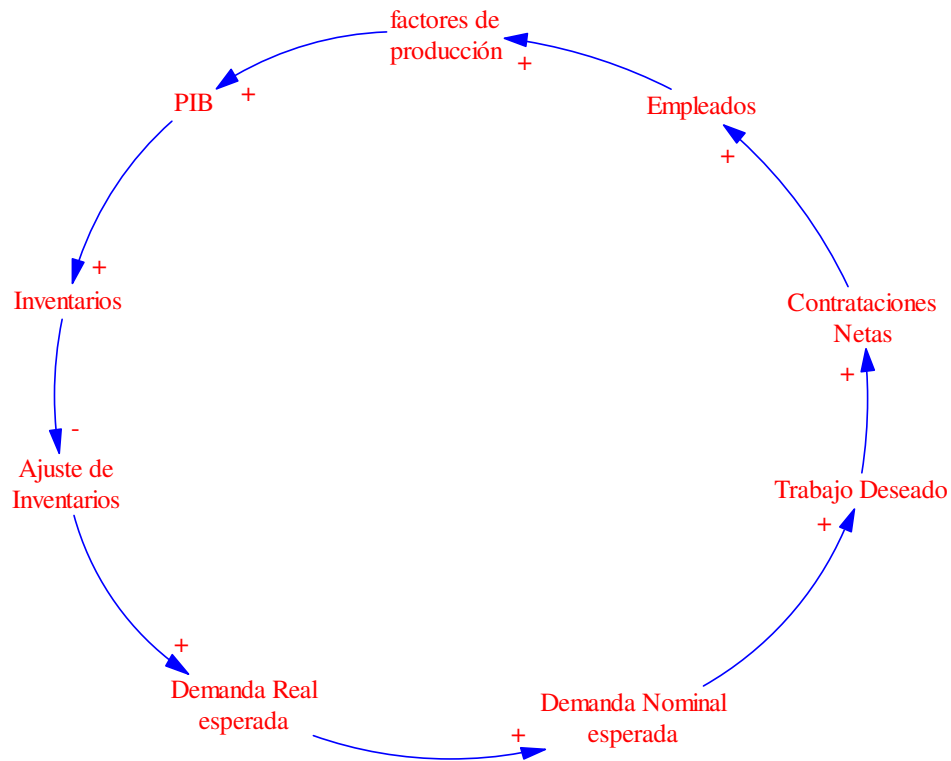 factores de
producción
+
+
PIB
Empleados
+
+
Inventarios
Contrataciones
Netas
+
-
Ajuste de
Inventarios
Trabajo Deseado
+
+
Demanda Real
esperada
Demanda Nominal
esperada
+